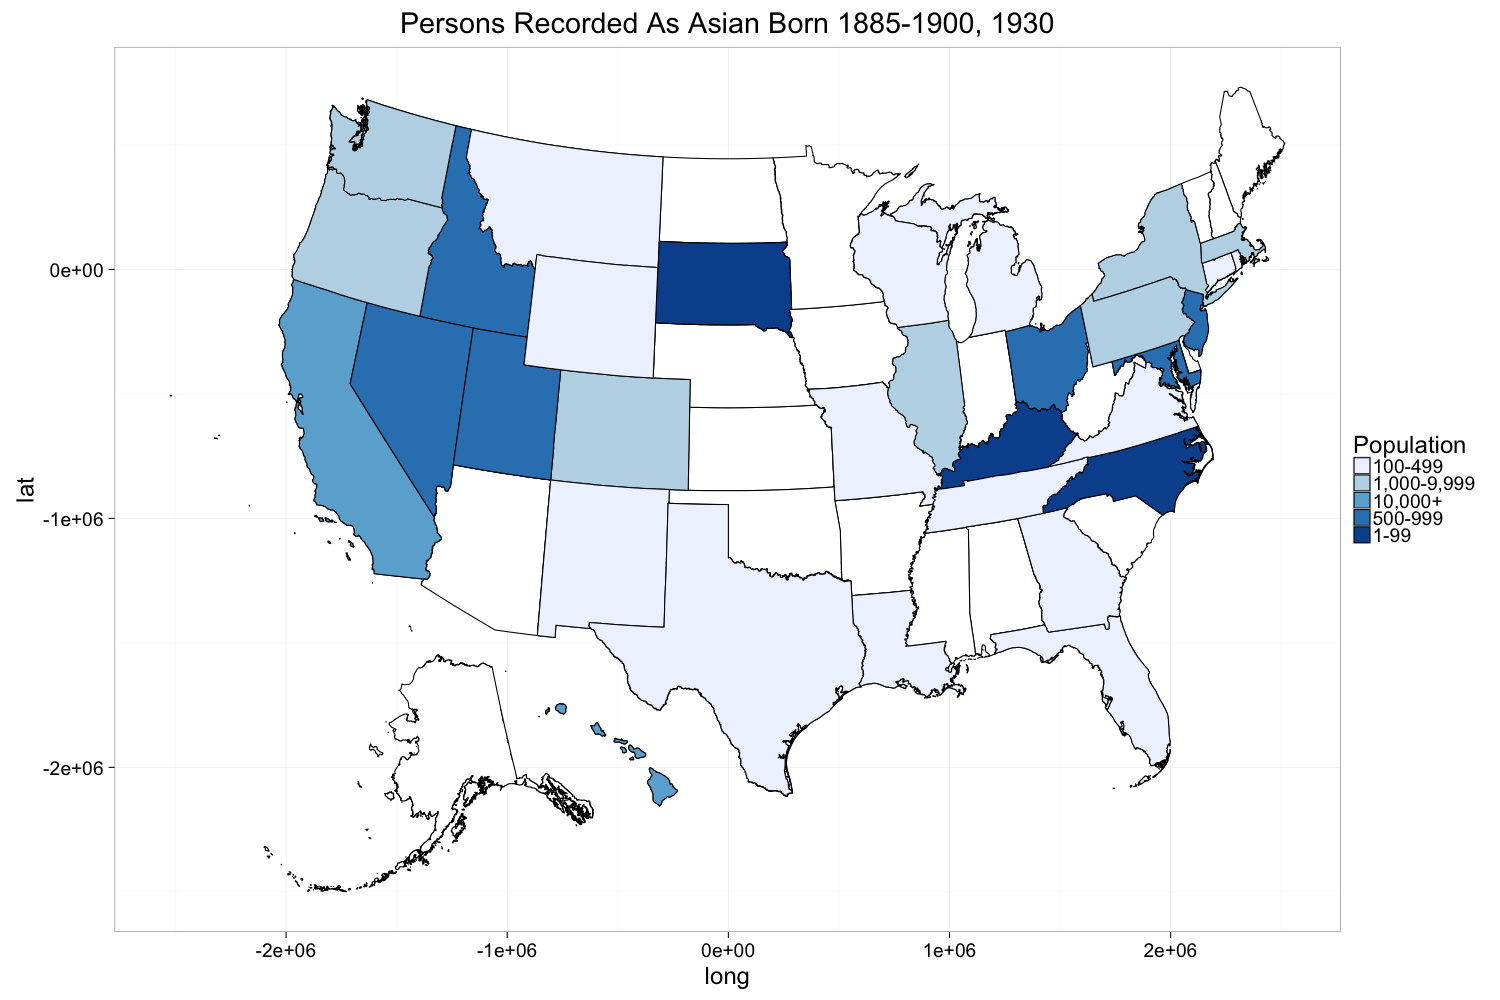 Persons Recorded As Asian Born 1885-1900, 1930
0e+00
-1e+06
-2e+06
lat
-2e+06
-1e+06
0e+00
1e+06
2e+06
long
Population
100-499
1,000-9,999
10,000+
500-999
1-99